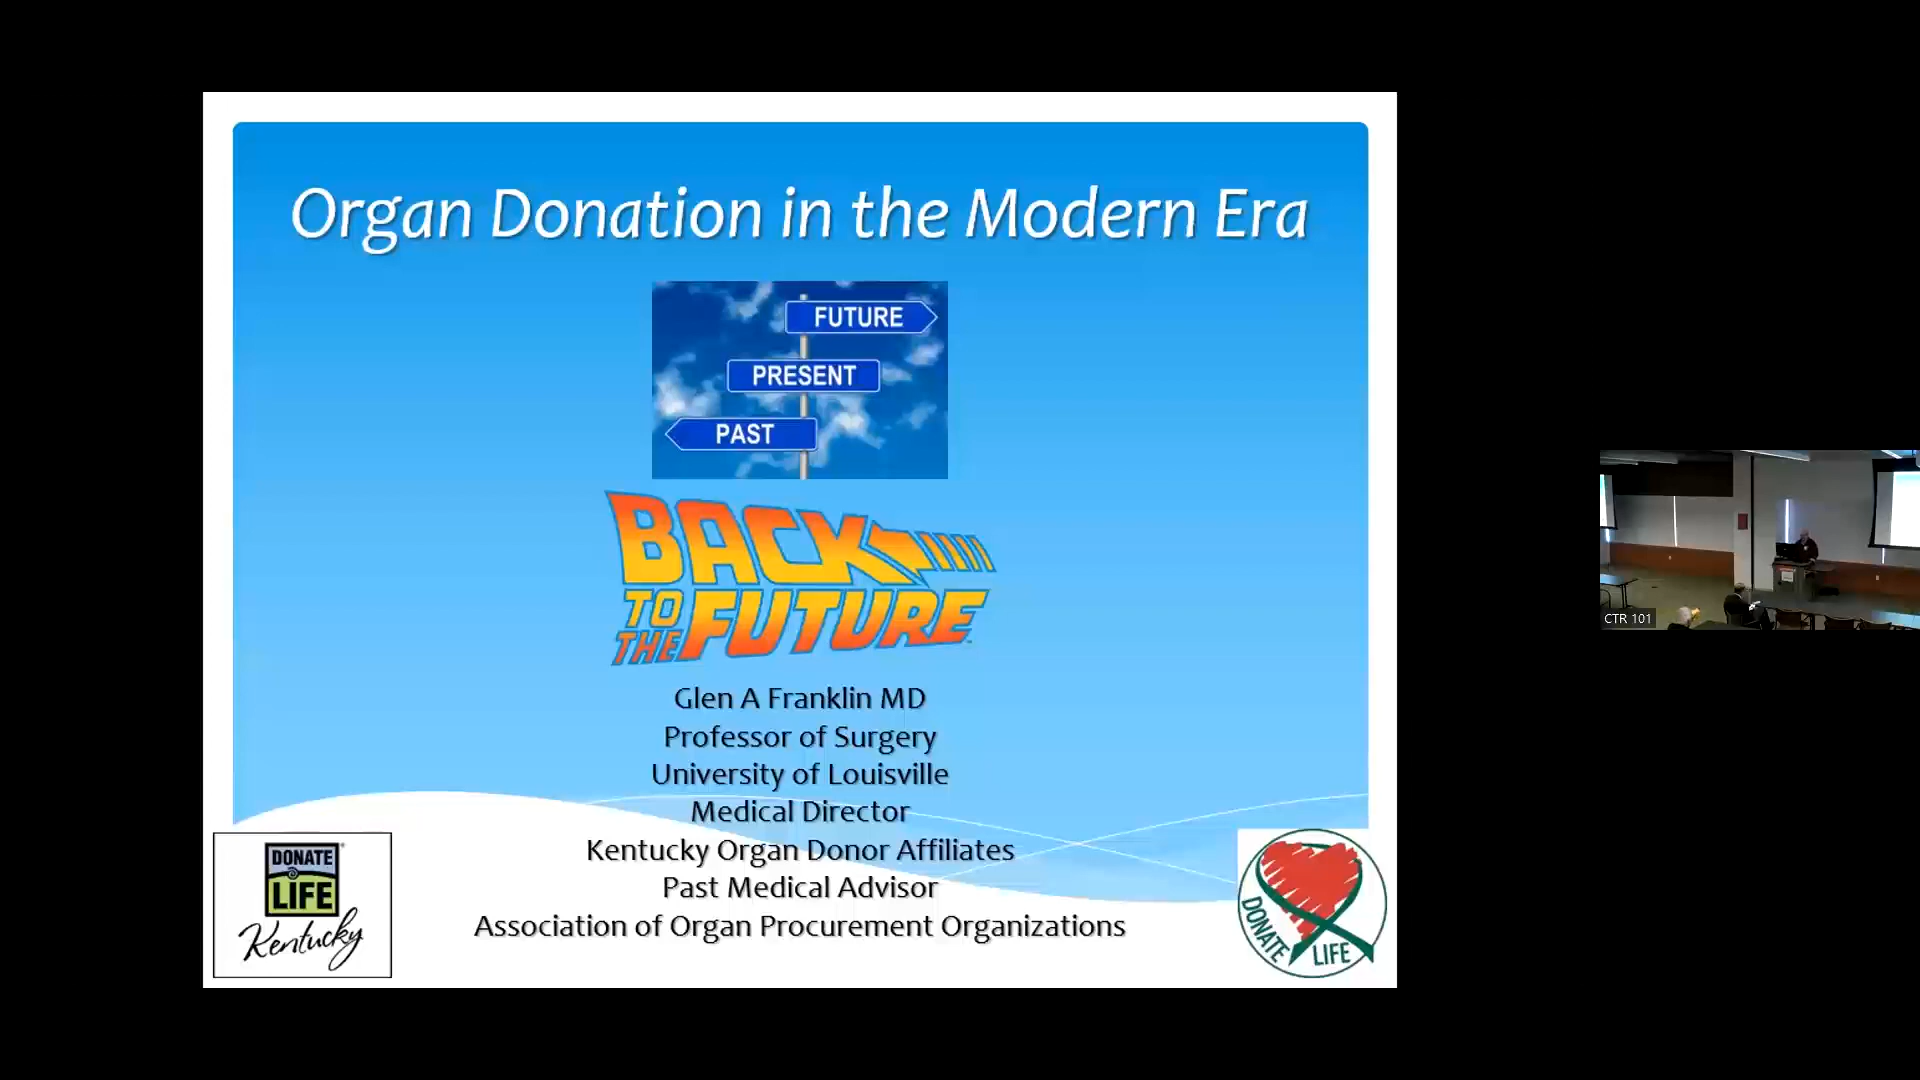 Organ Donation in the Modern Era
FUTURE
PRESENT
PAST
BACK
TO THE FUTURE
Glen A Franklin MD
Professor of Surgery
University of Louisville
Medical Director
Kentucky Organ Donor Affiliates
Past Medical Advisor
Association of Organ Procurement Organizations
DONATE
LIFE
Kentucky
DONATE LIFE
CTR 101